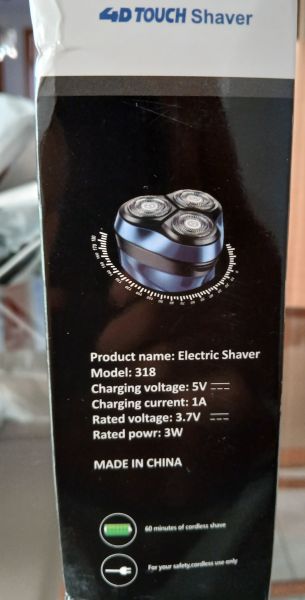 4D TOUCH Shaver
Product name: Electric Shaver
Model: 318
Charging voltage: 5V ⎓
Charging current: 1A
Rated voltage: 3.7V ⎓
Rated powr: 3W
MADE IN CHINA
60 minutes of cordless shave
For your safety,cordless use only